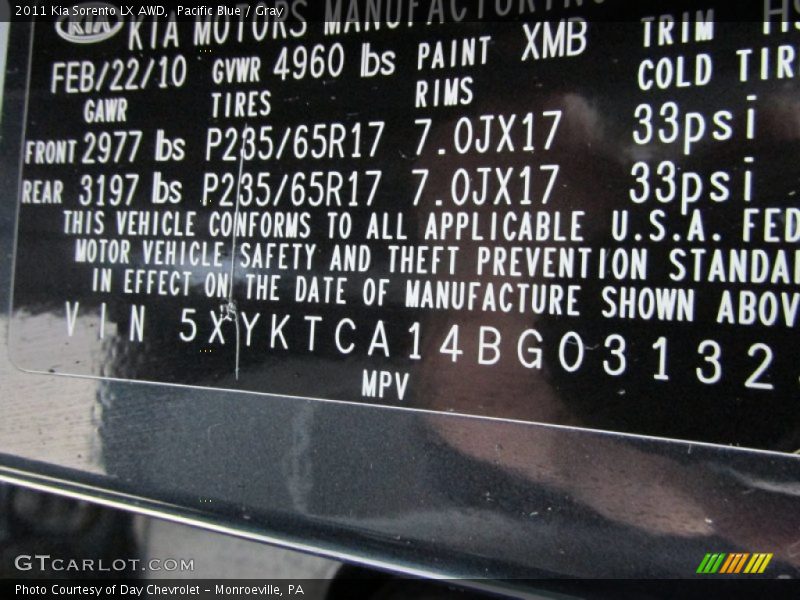 2011 Kia Sorento LX AWD, Pacific Blue / Gray
KIA KIA MOTORS MANUFACTURING
FEB/22/10 GVWR 4960 lbs PAINT XMB TRIM
GAWR TIRES RIMS COLD TIR
FRONT 2977 lbs P235/65R17 7.0JX17 33psi
REAR 3197 lbs P235/65R17 7.0JX17 33psi
THIS VEHICLE CONFORMS TO ALL APPLICABLE U.S.A. FED
MOTOR VEHICLE SAFETY AND THEFT PREVENTION STANDA
IN EFFECT ON THE DATE OF MANUFACTURE SHOWN ABOV
VIN 5XYKTCA14BG03132
MPV
GTCARLOT.COM
Photo Courtesy of Day Chevrolet - Monroeville, PA